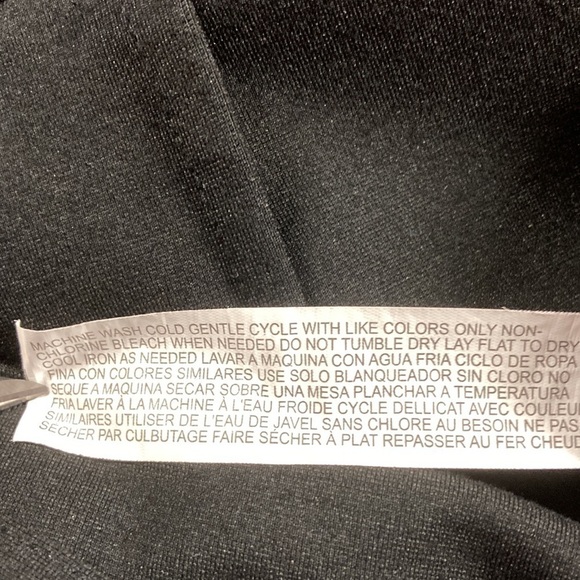 MACHINE WASH COLD GENTLE CYCLE WITH LIKE COLORS ONLY NON-
CHLORINE BLEACH WHEN NEEDED DO NOT TUMBLE DRY LAY FLAT TO DRY
COOL IRON AS NEEDED LAVAR A MAQUINA CON AGUA FRIA CICLO DE ROPA
FINA CON COLORES SIMILARES USE SOLO BLANQUEADOR SIN CLORO NO
SEQUE A MAQUINA SECAR SOBRE UNA MESA PLANCHAR A TEMPERATURA
FRIA LAVER À LA MACHINE À L'EAU FROIDE CYCLE DELLICAT AVEC COULEUR
SIMILAIRES UTILISER DE L'EAU DE JAVEL SANS CHLORE AU BESOIN NE PAS
SÉCHER PAR CULBUTAGE FAIRE SÉCHER À PLAT REPASSER AU FER CHEUD